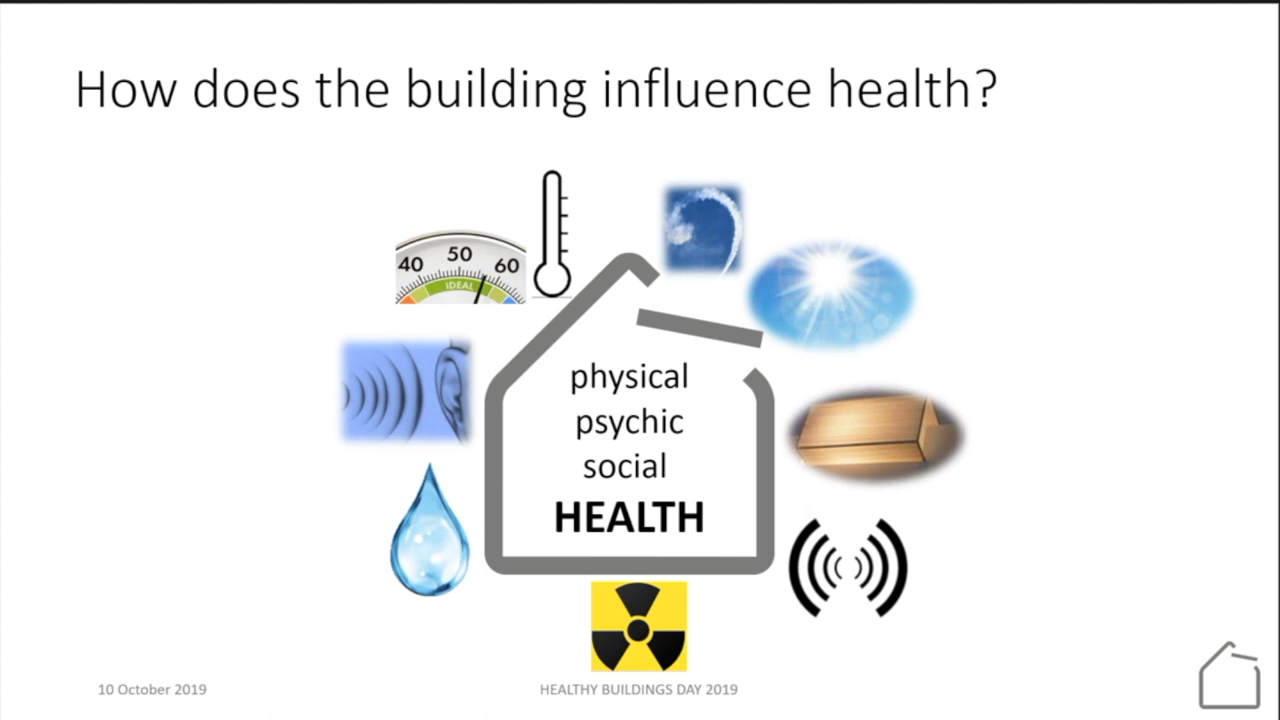 How does the building influence health?
40 50 60
IDEAL
physical
psychic
social
HEALTH
10 October 2019
HEALTHY BUILDINGS DAY 2019